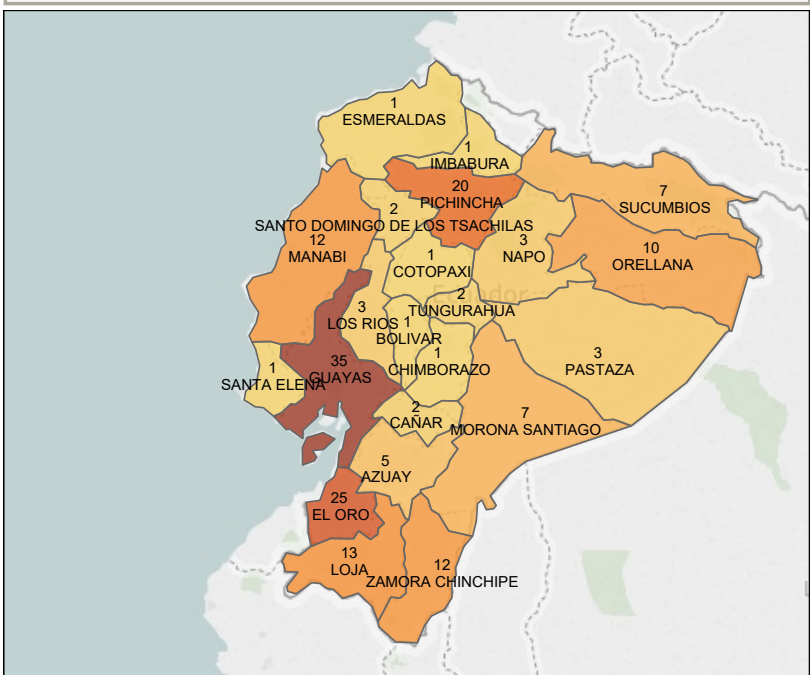 1
ESMERALDAS
1
IMBABURA
20
PICHINCHA
7
SUCUMBIOS
2
SANTO DOMINGO DE LOS TSACHILAS
12
MANABI
3
NAPO
10
ORELLANA
1
COTOPAXI
Ecuador
2
TUNGURAHUA
3
LOS RIOS
1
BOLIVAR
1
CHIMBORAZO
3
PASTAZA
35
GUAYAS
1
SANTA ELENA
2
CAÑAR
7
MORONA SANTIAGO
5
AZUAY
25
EL ORO
13
LOJA
12
ZAMORA CHINCHIPE